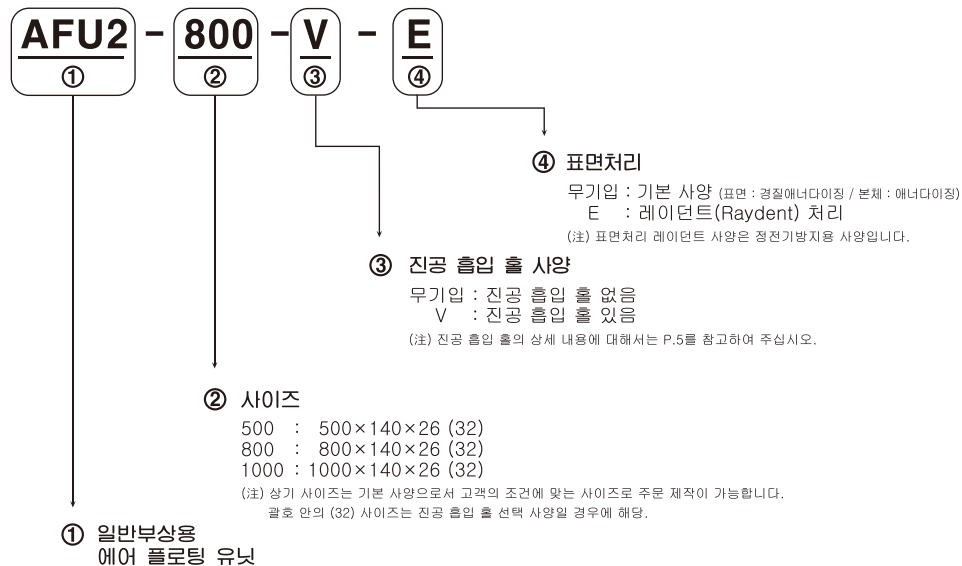 AFU2 - 800 - V - E
① ② ③ ④
④ 표면처리
무기입 : 기본 사양 (표면 : 경질애너다이징 / 본체 : 애너다이징)
E : 레이던트(Raydent) 처리
(주) 표면처리 레이던트 사양은 정전기방지용 사양입니다.
③ 진공 흡입 홀 사양
무기입 : 진공 흡입 홀 없음
V : 진공 흡입 홀 있음
(注) 진공 흡입 홀의 상세 내용에 대해서는 P.5를 참고하여 주십시오.
② 사이즈
500 : 500×140×26 (32)
800 : 800×140×26 (32)
1000 : 1000×140×26 (32)
(注) 상기 사이즈는 기본 사양으로서 고객의 조건에 맞는 사이즈로 주문 제작이 가능합니다.
괄호 안의 (32) 사이즈는 진공 흡입 홀 선택 사양일 경우에 해당.
① 일반부상용
에어 플로팅 유닛